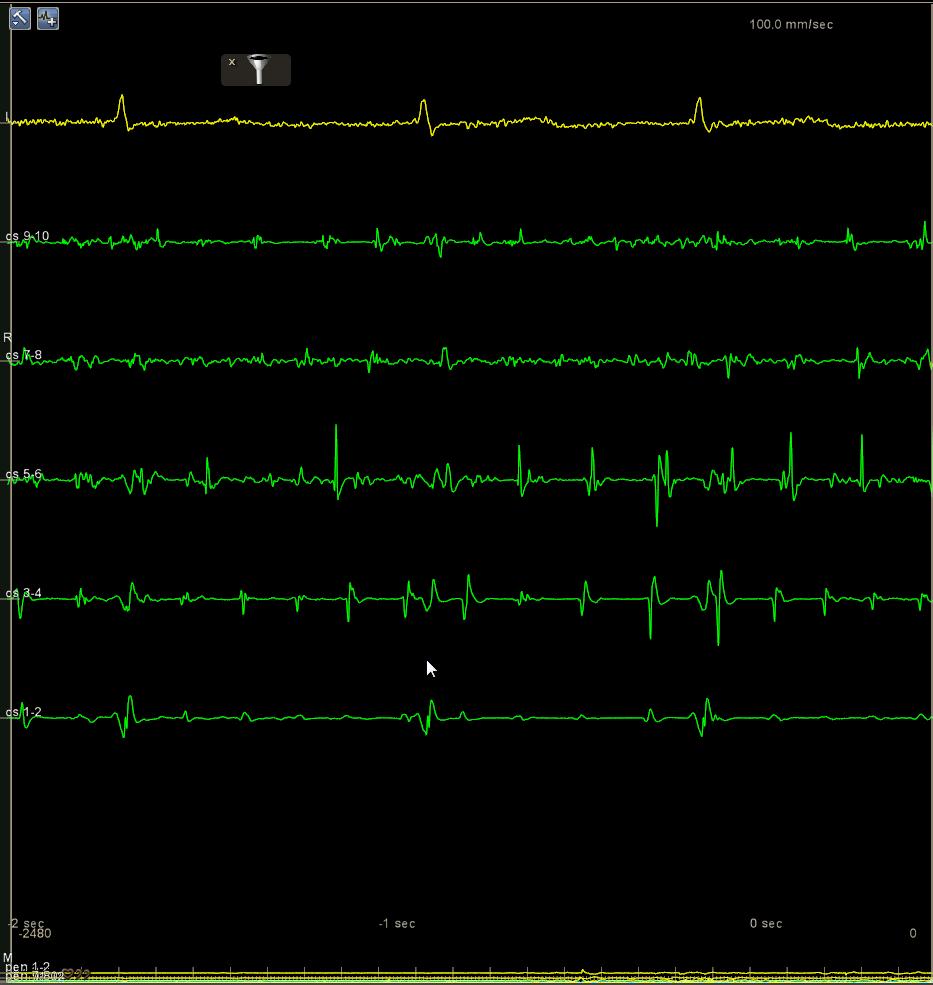 100.0 mm/sec
x
I
cs 9-10
R
cs 7-8
cs 5-6
cs 3-4
cs 1-2
-2 sec -1 sec 0 sec
-2480 0
M
pen 1-2